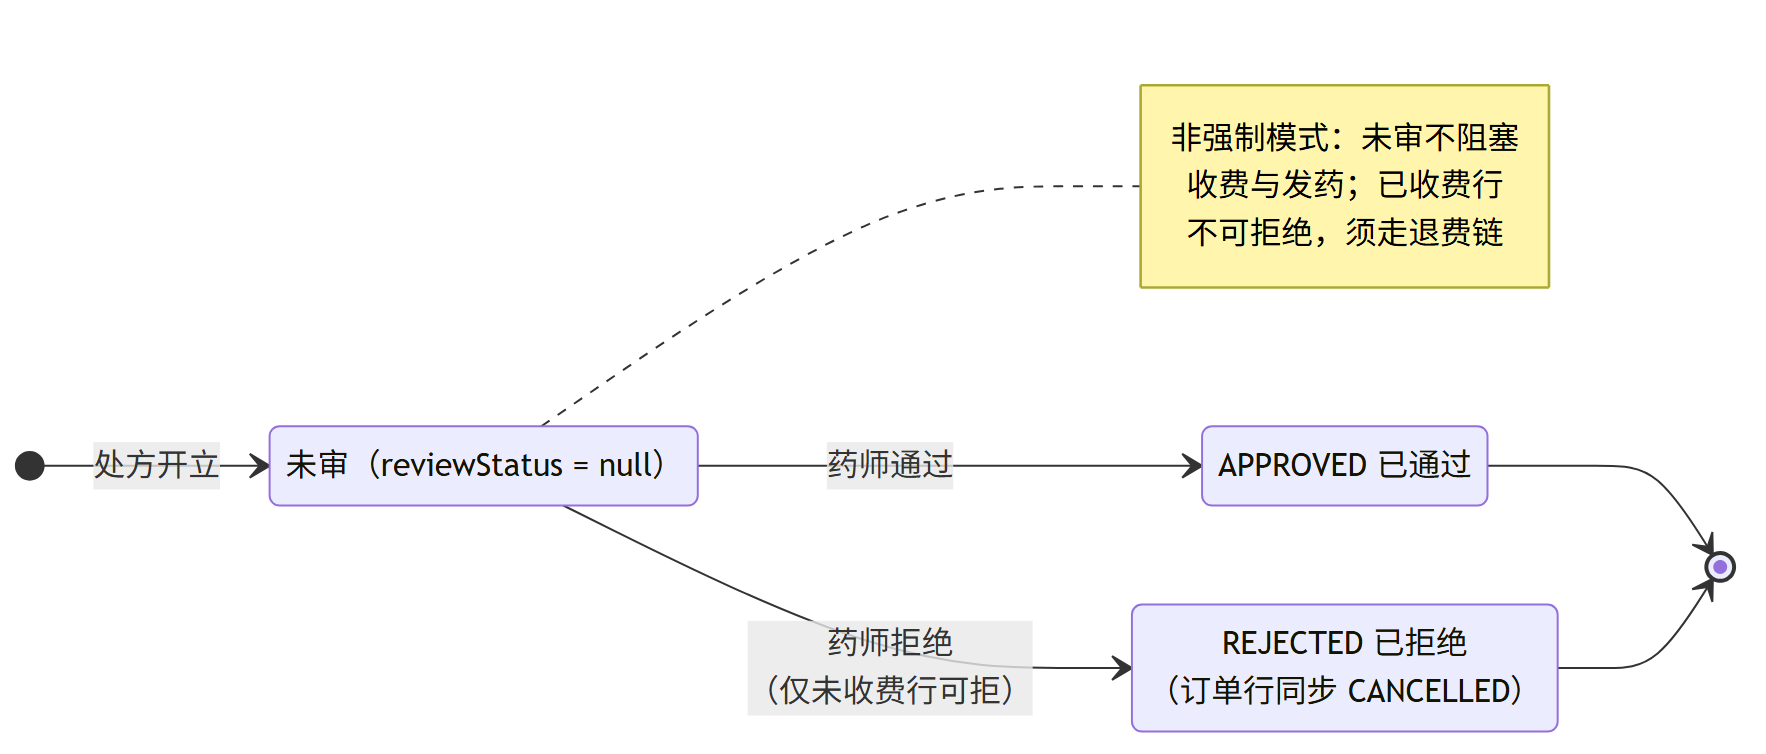 非强制模式：未审不阻塞
收费与发药；已收费行
不可拒绝，须走退费链
处方开立
未审（reviewStatus = null）
药师通过
APPROVED 已通过
药师拒绝
（仅未收费行可拒）
REJECTED 已拒绝
（订单行同步 CANCELLED）